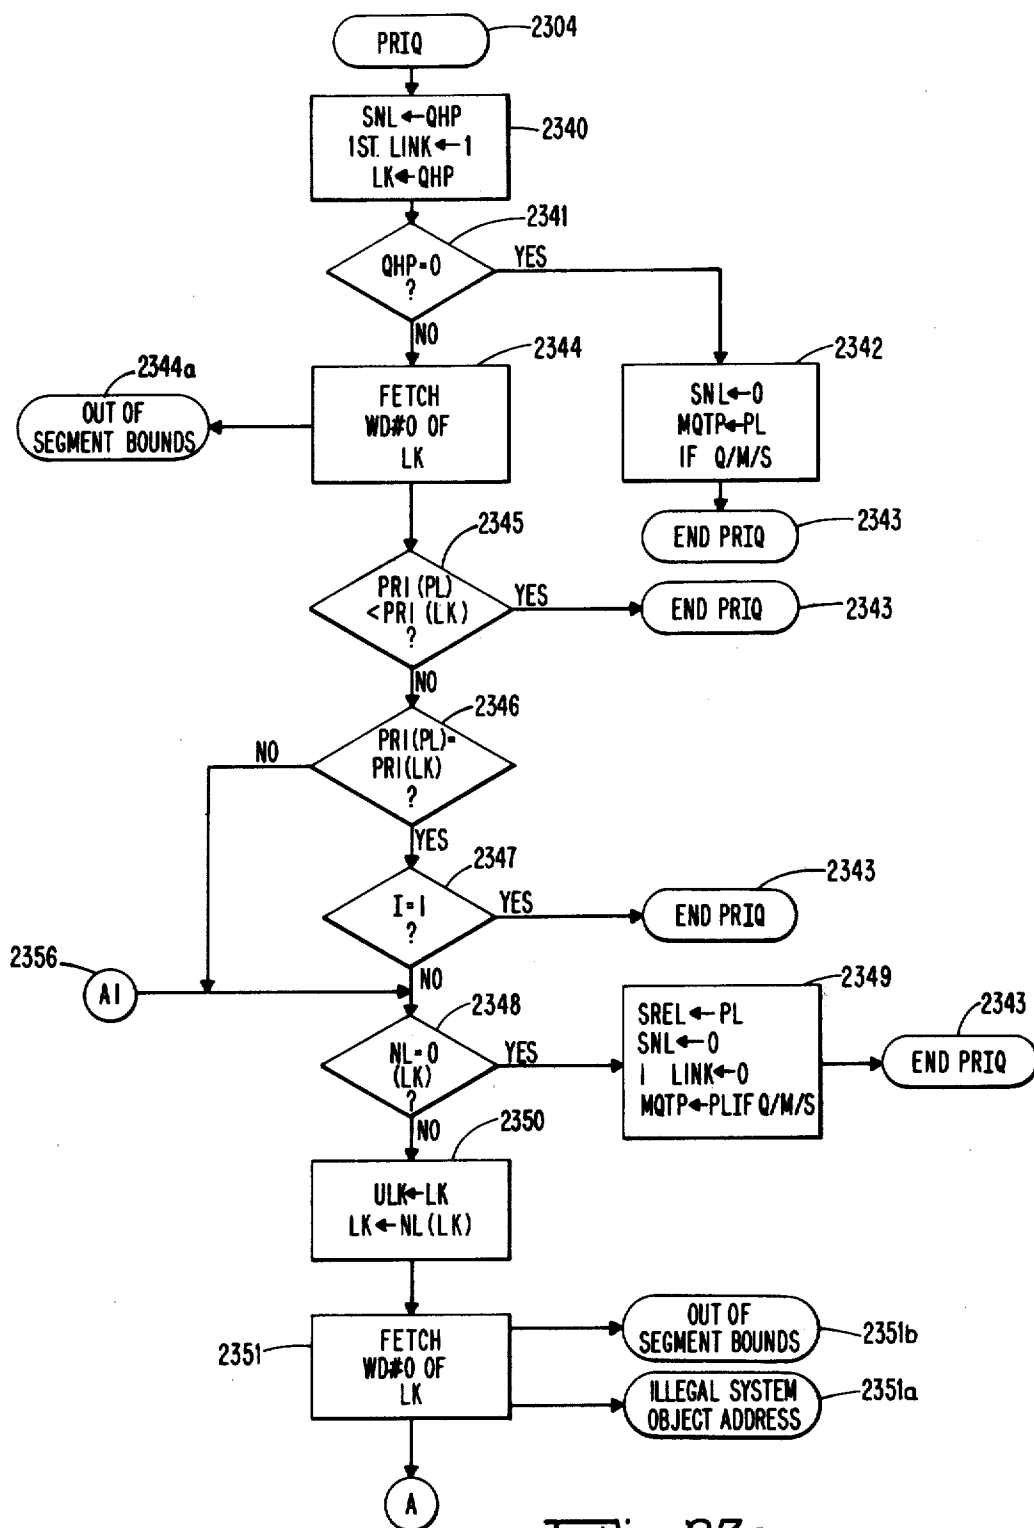 PRIQ
2304
SNL←QHP
1ST. LINK←1
LK←QHP
2340
2341
QHP=0
?
YES
NO
2344a
OUT OF
SEGMENT BOUNDS
FETCH
WD#0 OF
LK
2344
2342
SNL←0
MQTP←PL
IF Q/M/S
END PRIQ
2343
2345
PRI(PL)
<PRI(LK)
?
YES
END PRIQ
2343
NO
2346
PRI(PL)=
PRI(LK)
?
NO
YES
2347
I=1
?
YES
END PRIQ
2343
NO
2356
A1
2348
NL=0
(LK)
?
YES
2349
SREL←PL
SNL←0
1 LINK←0
MQTP←PLIF Q/M/S
END PRIQ
2343
NO
2350
ULK←LK
LK←NL(LK)
2351
FETCH
WD#0 OF
LK
OUT OF
SEGMENT BOUNDS
2351b
ILLEGAL SYSTEM
OBJECT ADDRESS
2351a
A